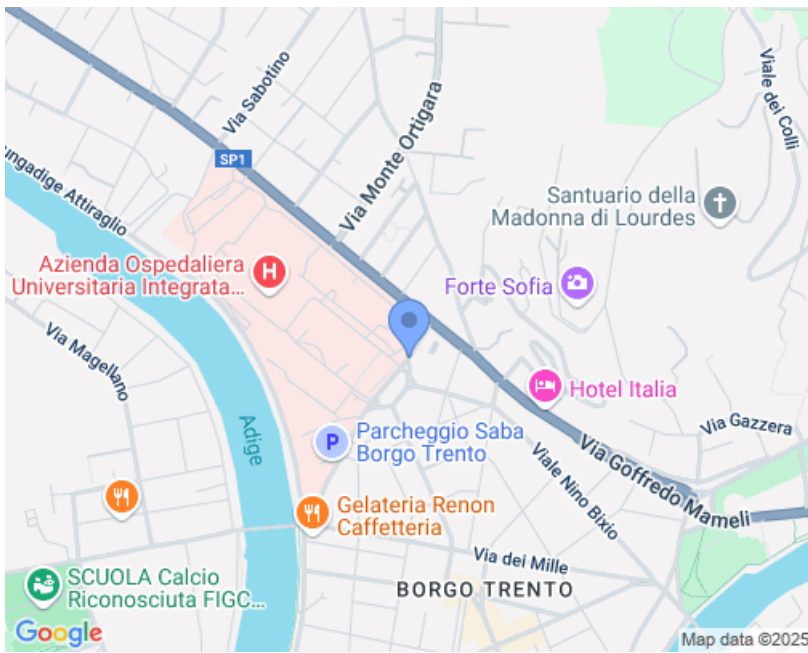 Via Sabotino
SP1
Via Monte Ortigara
Viale dei Colli
ungadige Attiraglio
Santuario della
Madonna di Lourdes
Azienda Ospedaliera
Universitaria Integrata...
H
Forte Sofia
Via Magellano
Hotel Italia
Adige
P
Parcheggio Saba
Borgo Trento
Via Gazzera
Via Goffredo Mameli
Viale Nino Bixio
Gelateria Renon
Caffetteria
Via dei Mille
SCUOLA Calcio
Riconosciuta FIGC...
BORGO TRENTO
Google
Map data ©2025